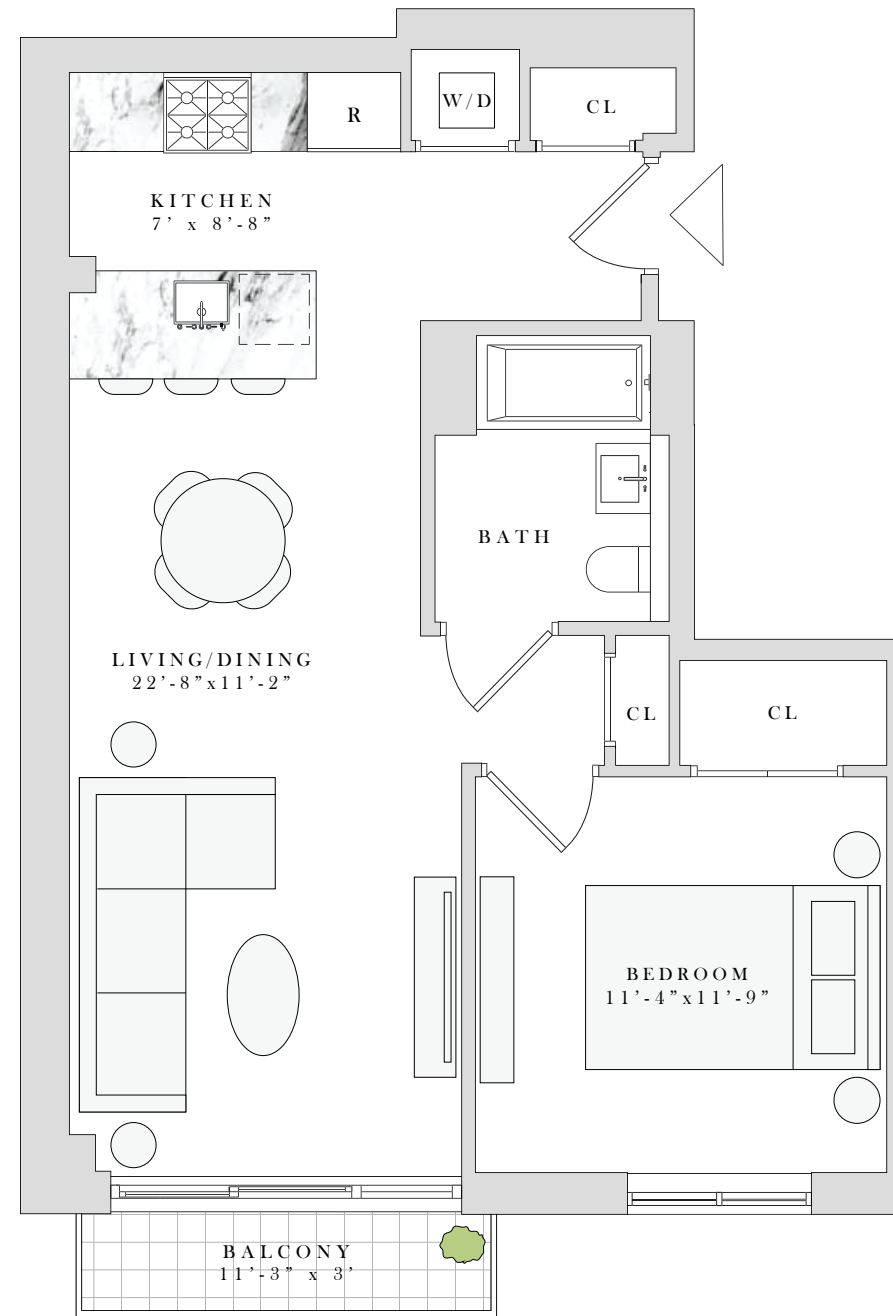 R
W/D
CL
KITCHEN
7' x 8'-8”
BATH
LIVING/DINING
22'-8”x11'-2”
CL
CL
BEDROOM
11'-4”x11'-9”
BALCONY
11'-3” x 3'